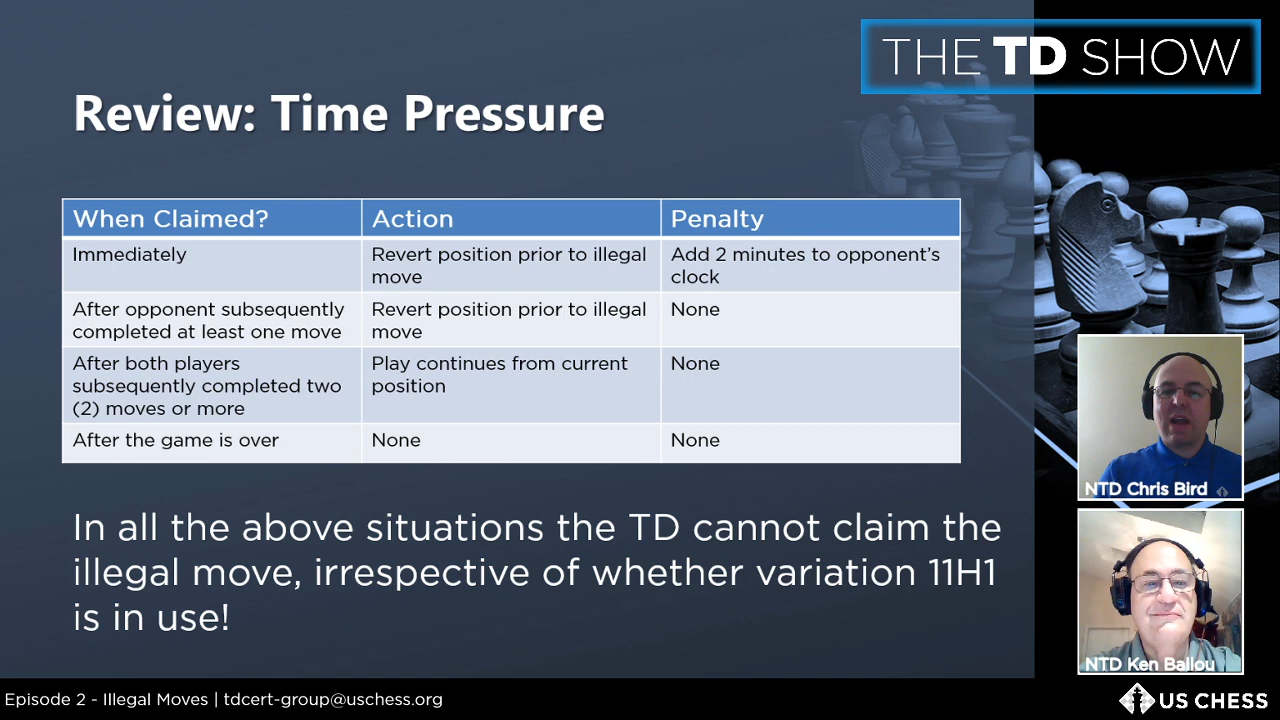 THE TD SHOW
Review: Time Pressure
When Claimed?
Action
Penalty
Immediately
Revert position prior to illegal
move
Add 2 minutes to opponent's
clock
After opponent subsequently
completed at least one move
Revert position prior to illegal
move
None
After both players
subsequently completed two
(2) moves or more
Play continues from current
position
None
After the game is over
None
None
In all the above situations the TD cannot claim the
illegal move, irrespective of whether variation 11H1
is in use!
NTD Chris Bird
NTD Ken Ballou
Episode 2 - Illegal Moves | tdcert-group@uschess.org
US CHESS